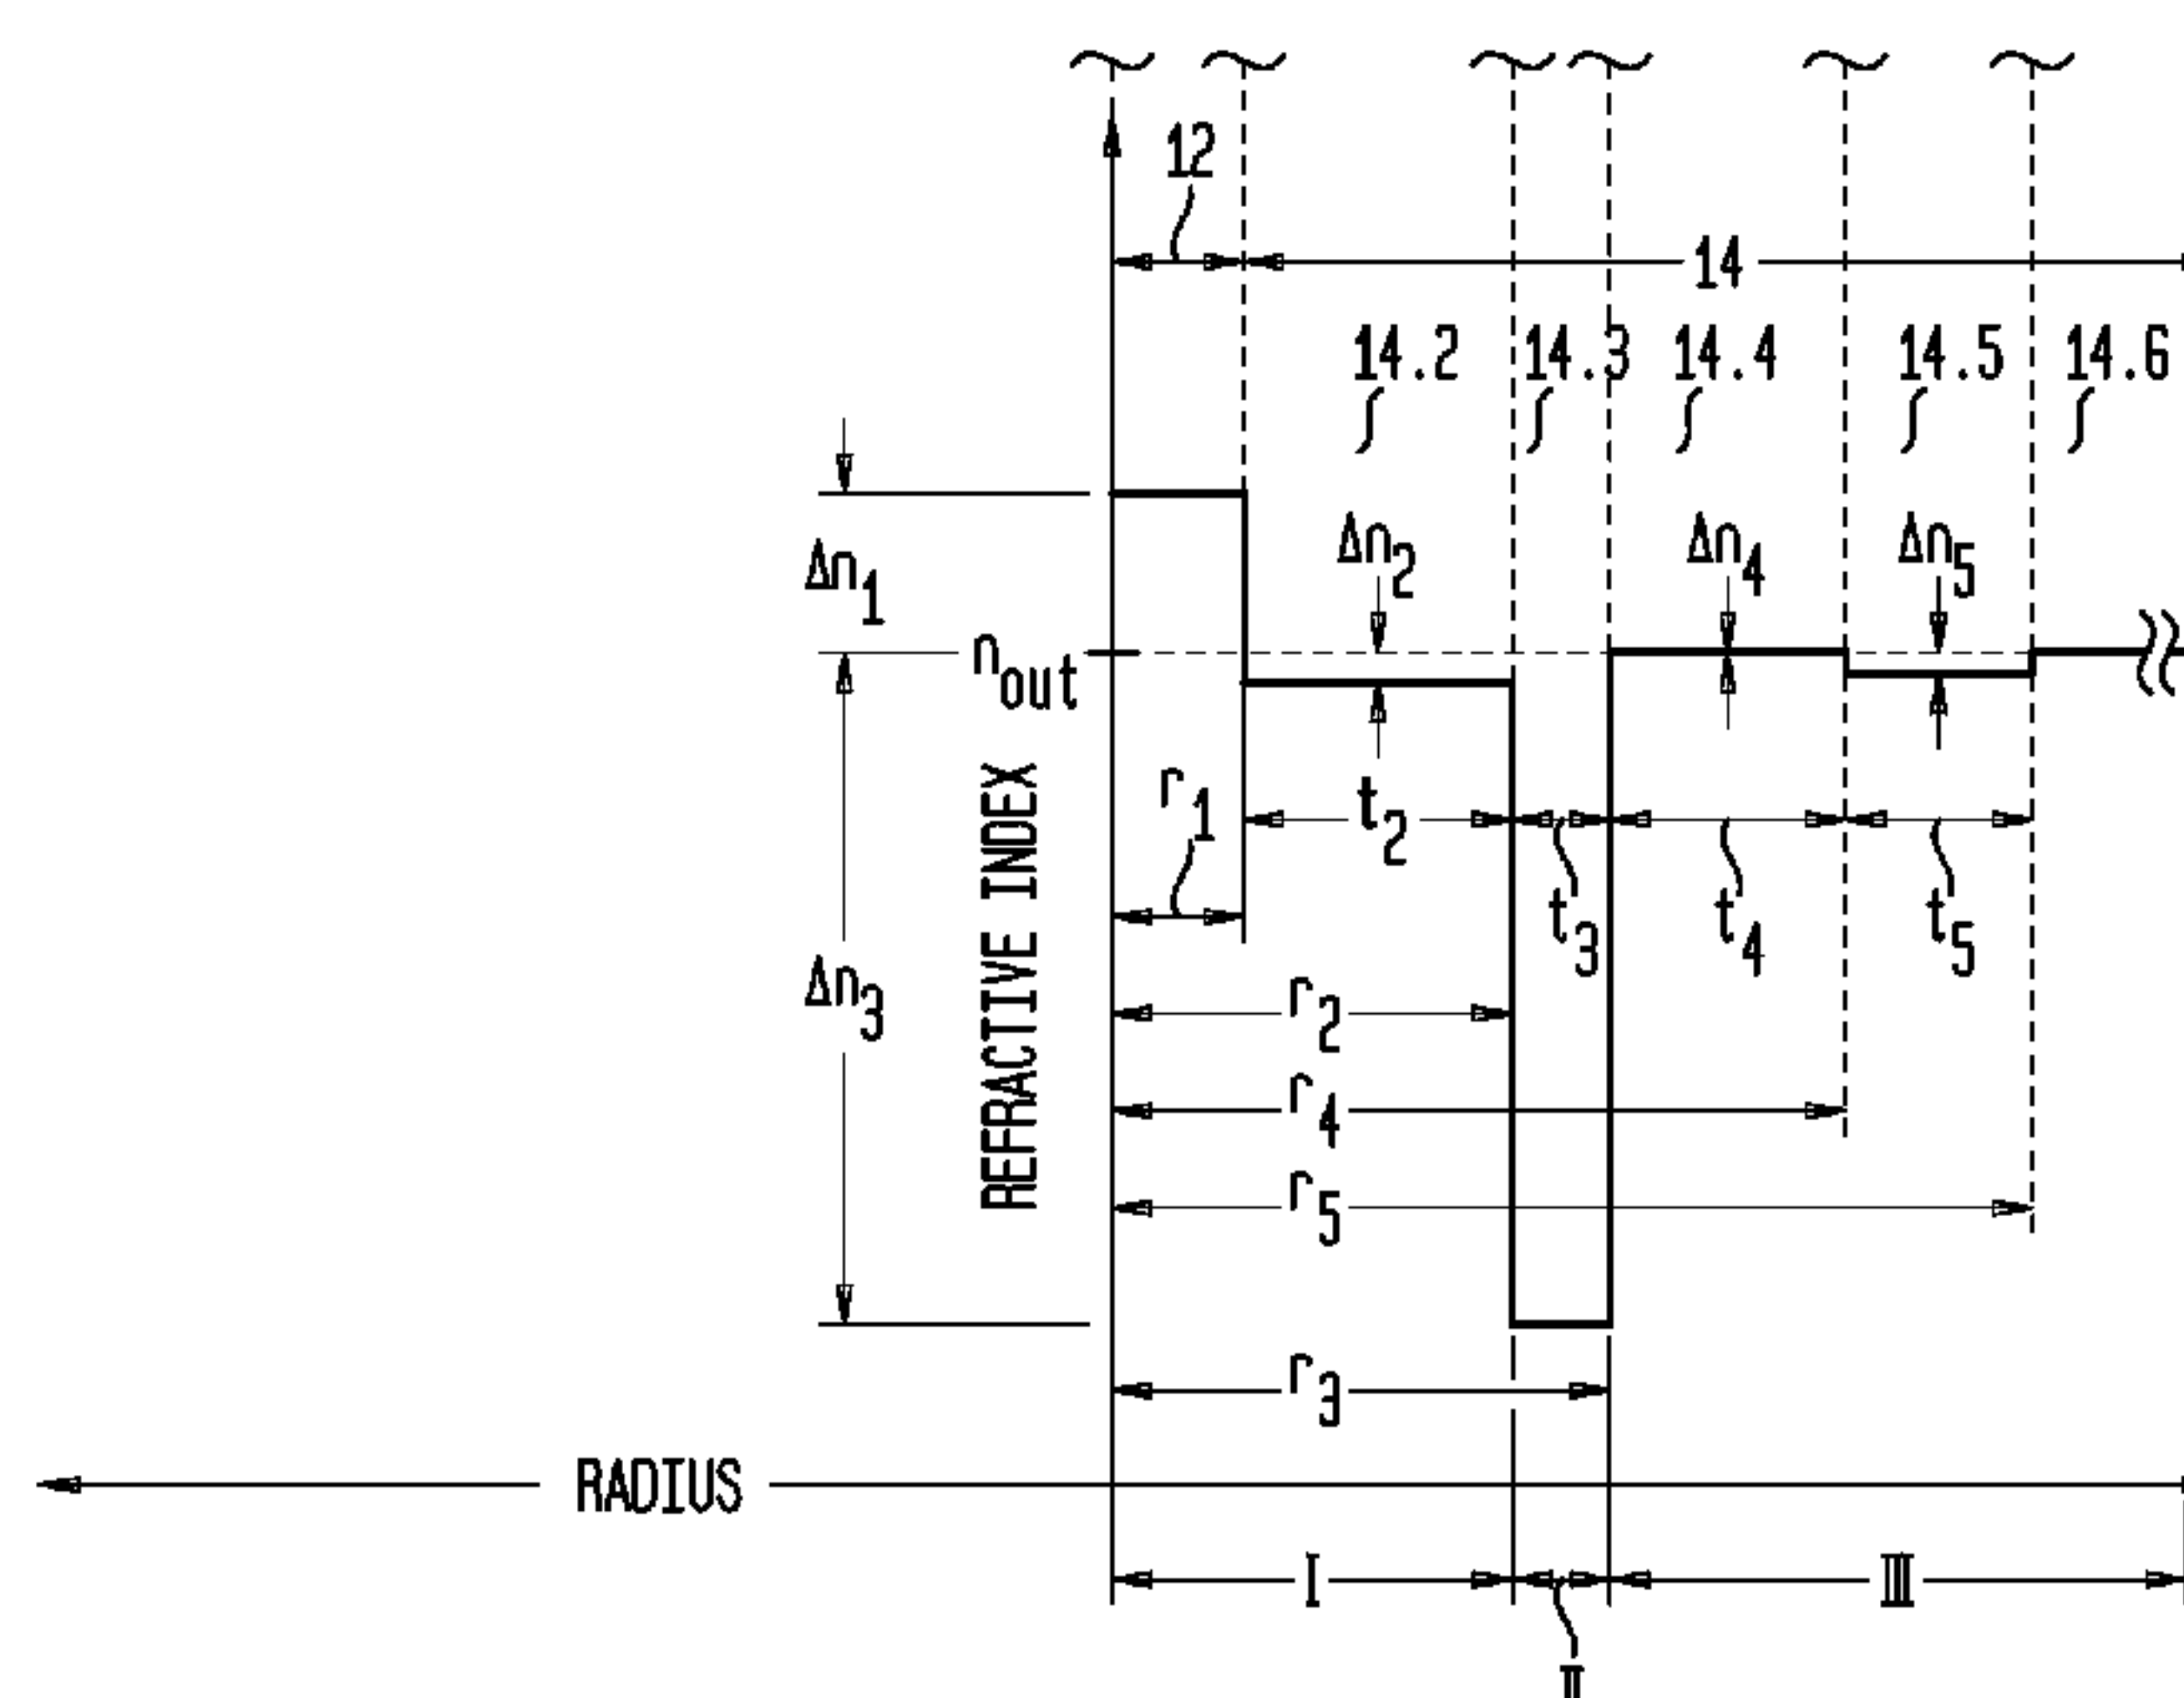 12
14
14.2 14.3 14.4 14.5 14.6
Δn1
Δn2
Δn4
Δn5
nout
REFRACTIVE INDEX
r1
t2
t3
t4
t5
Δn3
r2
r4
r5
r3
RADIUS
I
III
II